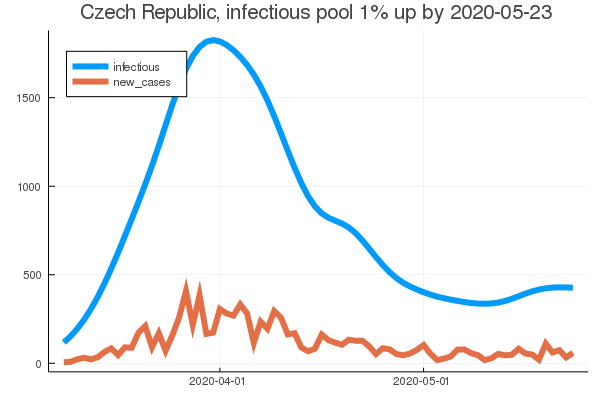 Czech Republic, infectious pool 1% up by 2020-05-23
infectious
new_cases
1500
1000
500
0
2020-04-01
2020-05-01